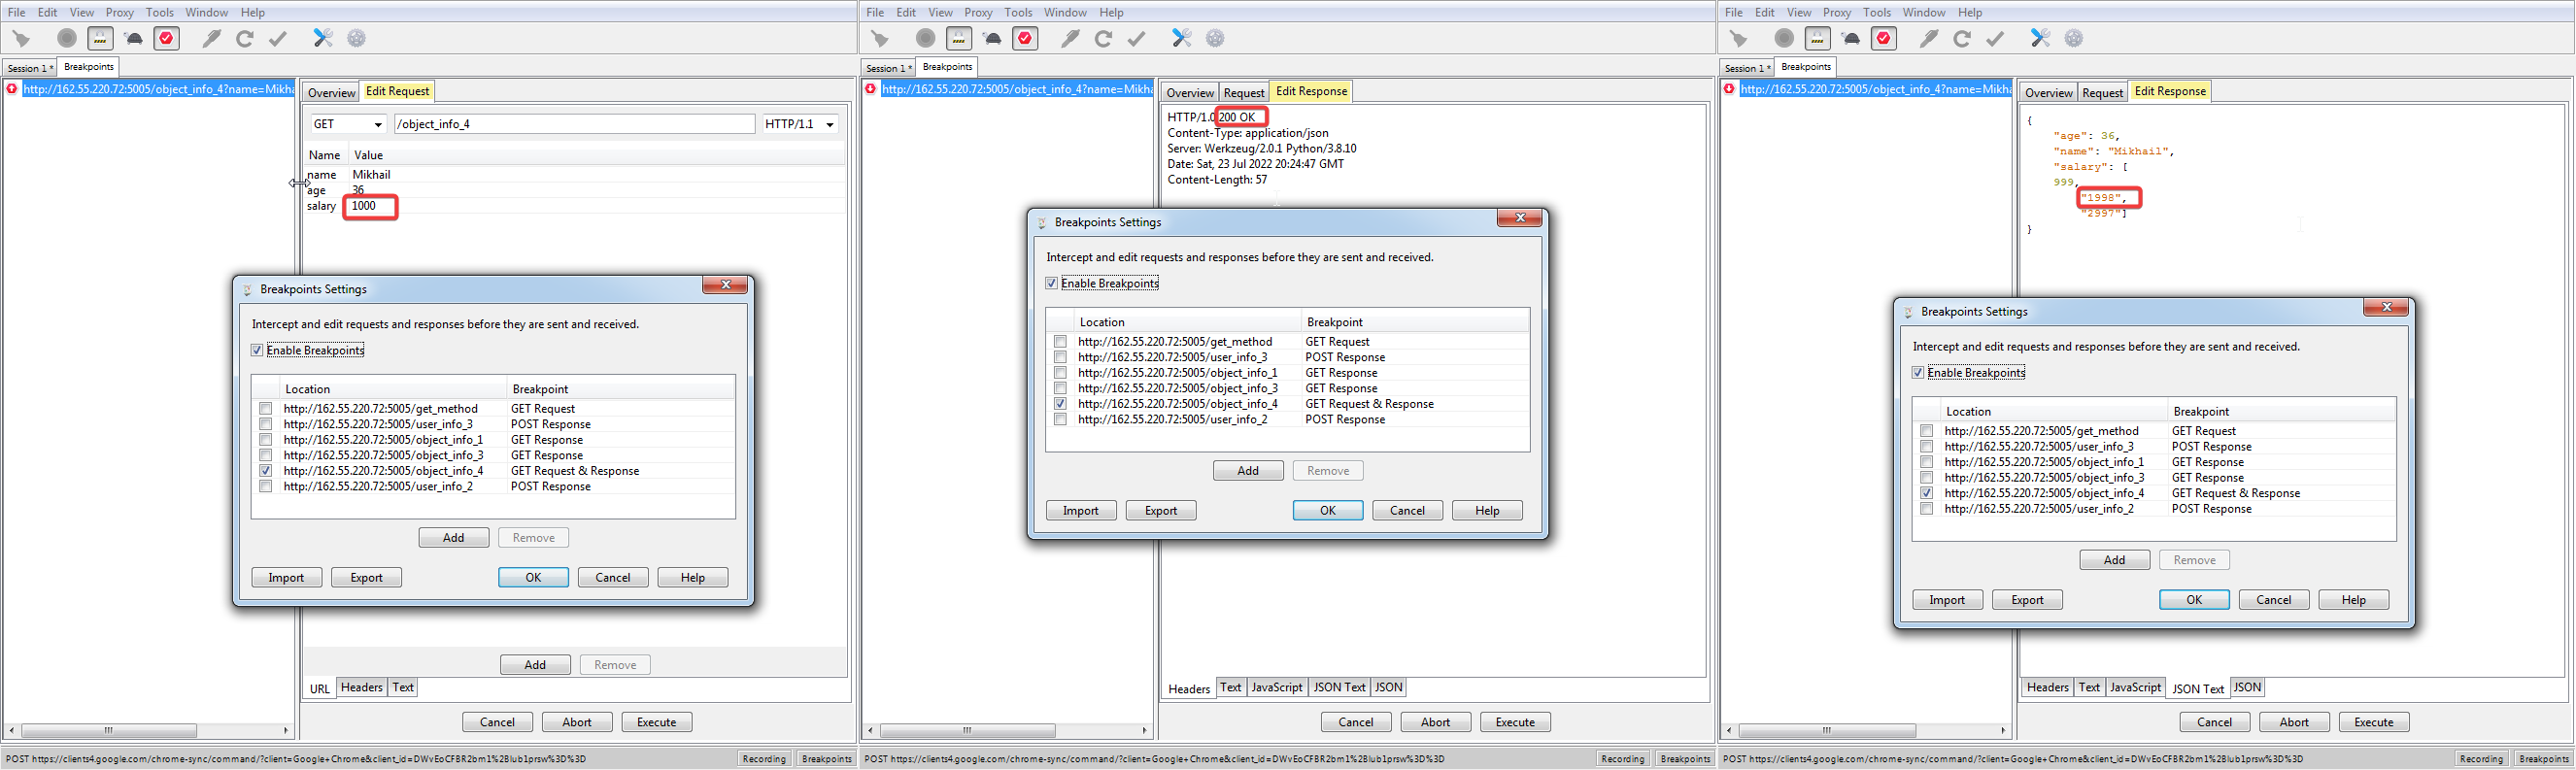 File Edit View Proxy Tools Window Help
Session 1 * Breakpoints
http://162.55.220.72:5005/object_info_4?name=Mikha
Overview Edit Request
GET /object_info_4 HTTP/1.1
Name Value
name Mikhail
age 36
salary 1000
Breakpoints Settings
Intercept and edit requests and responses before they are sent and received.
Enable Breakpoints
Location Breakpoint
http://162.55.220.72:5005/get_method GET Request
http://162.55.220.72:5005/user_info_3 POST Response
http://162.55.220.72:5005/object_info_1 GET Response
http://162.55.220.72:5005/object_info_3 GET Response
http://162.55.220.72:5005/object_info_4 GET Request & Response
http://162.55.220.72:5005/user_info_2 POST Response
Add Remove
Import Export OK Cancel Help
Add Remove
URL Headers Text
Cancel Abort Execute
POST https://clients4.google.com/chrome-sync/command/?client=Google+Chrome&client_id=DWvEoCFBR2bm1%2Blub1prsw%3D%3D Recording Breakpoints
File Edit View Proxy Tools Window Help
Session 1 * Breakpoints
http://162.55.220.72:5005/object_info_4?name=Mikha
Overview Request Edit Response
HTTP/1.0 200 OK
Content-Type: application/json
Server: Werkzeug/2.0.1 Python/3.8.10
Date: Sat, 23 Jul 2022 20:24:47 GMT
Content-Length: 57
Breakpoints Settings
Intercept and edit requests and responses before they are sent and received.
Enable Breakpoints
Location Breakpoint
http://162.55.220.72:5005/get_method GET Request
http://162.55.220.72:5005/user_info_3 POST Response
http://162.55.220.72:5005/object_info_1 GET Response
http://162.55.220.72:5005/object_info_3 GET Response
http://162.55.220.72:5005/object_info_4 GET Request & Response
http://162.55.220.72:5005/user_info_2 POST Response
Add Remove
Import Export OK Cancel Help
Headers Text JavaScript JSON Text JSON
Cancel Abort Execute
POST https://clients4.google.com/chrome-sync/command/?client=Google+Chrome&client_id=DWvEoCFBR2bm1%2Blub1prsw%3D%3D Recording Breakpoints
File Edit View Proxy Tools Window Help
Session 1 * Breakpoints
http://162.55.220.72:5005/object_info_4?name=Mikha
Overview Request Edit Response
{
"age": 36,
"name": "Mikhail",
"salary": [
999,
"1998",
"2997"]
}
Breakpoints Settings
Intercept and edit requests and responses before they are sent and received.
Enable Breakpoints
Location Breakpoint
http://162.55.220.72:5005/get_method GET Request
http://162.55.220.72:5005/user_info_3 POST Response
http://162.55.220.72:5005/object_info_1 GET Response
http://162.55.220.72:5005/object_info_3 GET Response
http://162.55.220.72:5005/object_info_4 GET Request & Response
http://162.55.220.72:5005/user_info_2 POST Response
Add Remove
Import Export OK Cancel Help
Headers Text JavaScript JSON Text JSON
Cancel Abort Execute
POST https://clients4.google.com/chrome-sync/command/?client=Google+Chrome&client_id=DWvEoCFBR2bm1%2Blub1prsw%3D%3D Recording Breakpoints